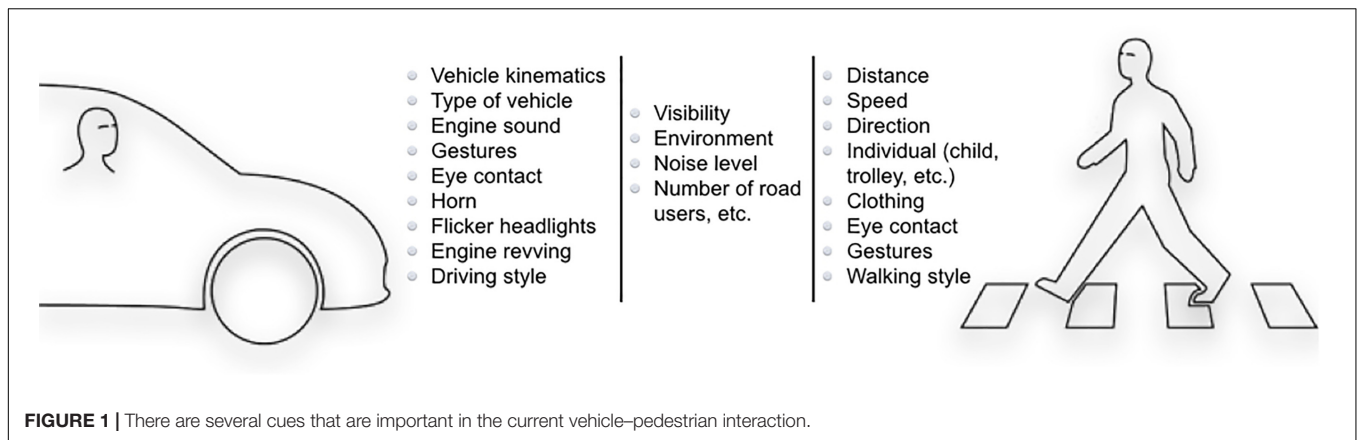 Vehicle kinematics
Type of vehicle
Engine sound
Gestures
Eye contact
Horn
Flicker headlights
Engine revving
Driving style
Visibility
Environment
Noise level
Number of road
users, etc.
Distance
Speed
Direction
Individual (child,
trolley, etc.)
Clothing
Eye contact
Gestures
Walking style
FIGURE 1 | There are several cues that are important in the current vehicle–pedestrian interaction.